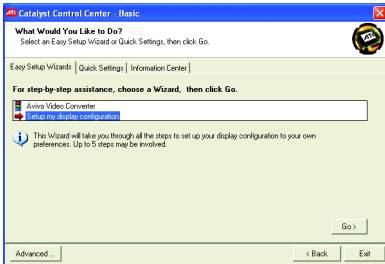 ATI Catalyst Control Center - Basic
What Would You Like to Do?
Select an Easy Setup Wizard or Quick Settings, then click Go.
ATI
Easy Setup Wizards Quick Settings Information Center
For step-by-step assistance, choose a Wizard, then click Go.
Avivo Video Converter
Setup my display configuration
This Wizard will take you through all the steps to set up your display configuration to your own
preferences. Up to 5 steps may be involved.
Go >
Advanced ... < Back Exit